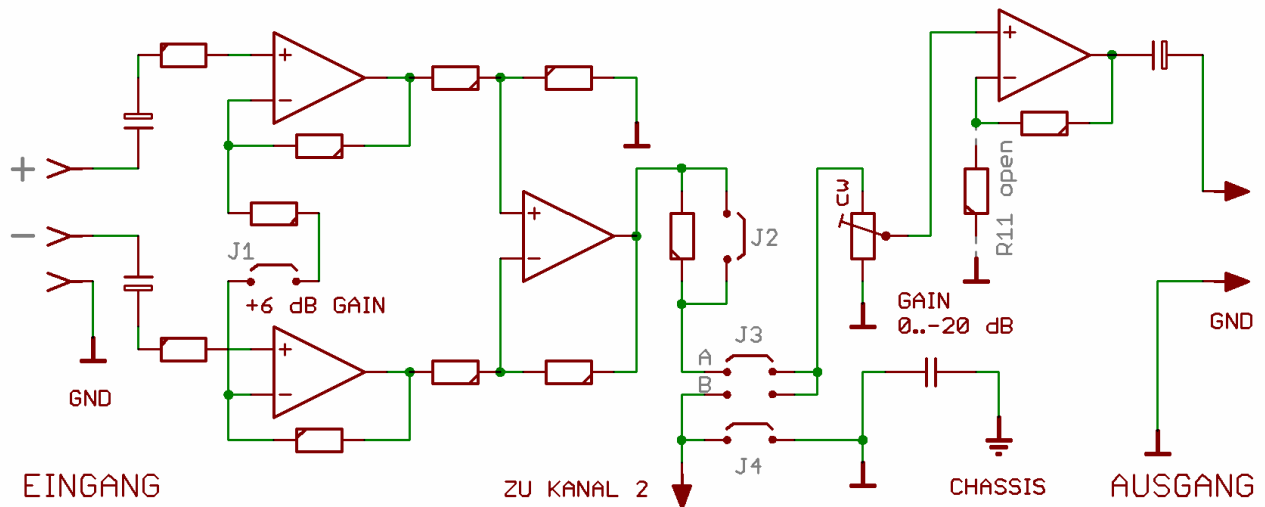 +
−
GND
EINGANG
J1
+6 dB GAIN
+
−
+
−
+
−
J2
J3
A
B
J4
ZU KANAL 2
W3
GAIN
0..-20 dB
+
−
R11 open
CHASSIS
GND
AUSGANG